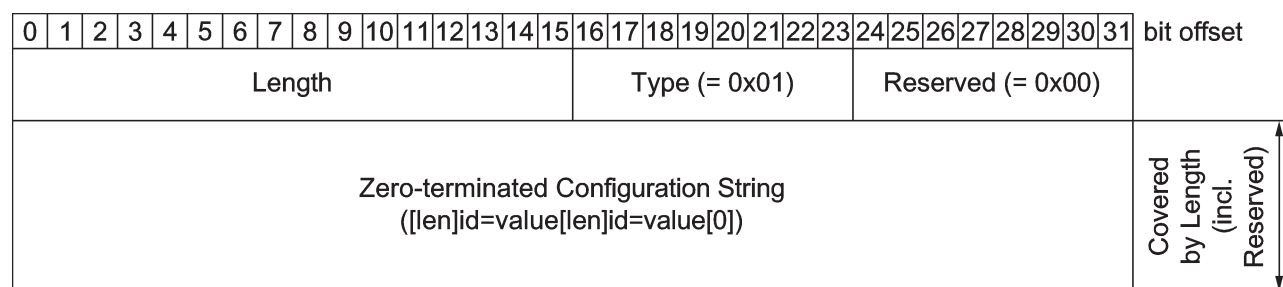 0 1 2 3 4 5 6 7 8 9 10 11 12 13 14 15 16 17 18 19 20 21 22 23 24 25 26 27 28 29 30 31 bit offset
Length Type (= 0x01) Reserved (= 0x00)
Zero-terminated Configuration String
([len]id=value[len]id=value[0])
Covered
by Length
(incl.
Reserved)